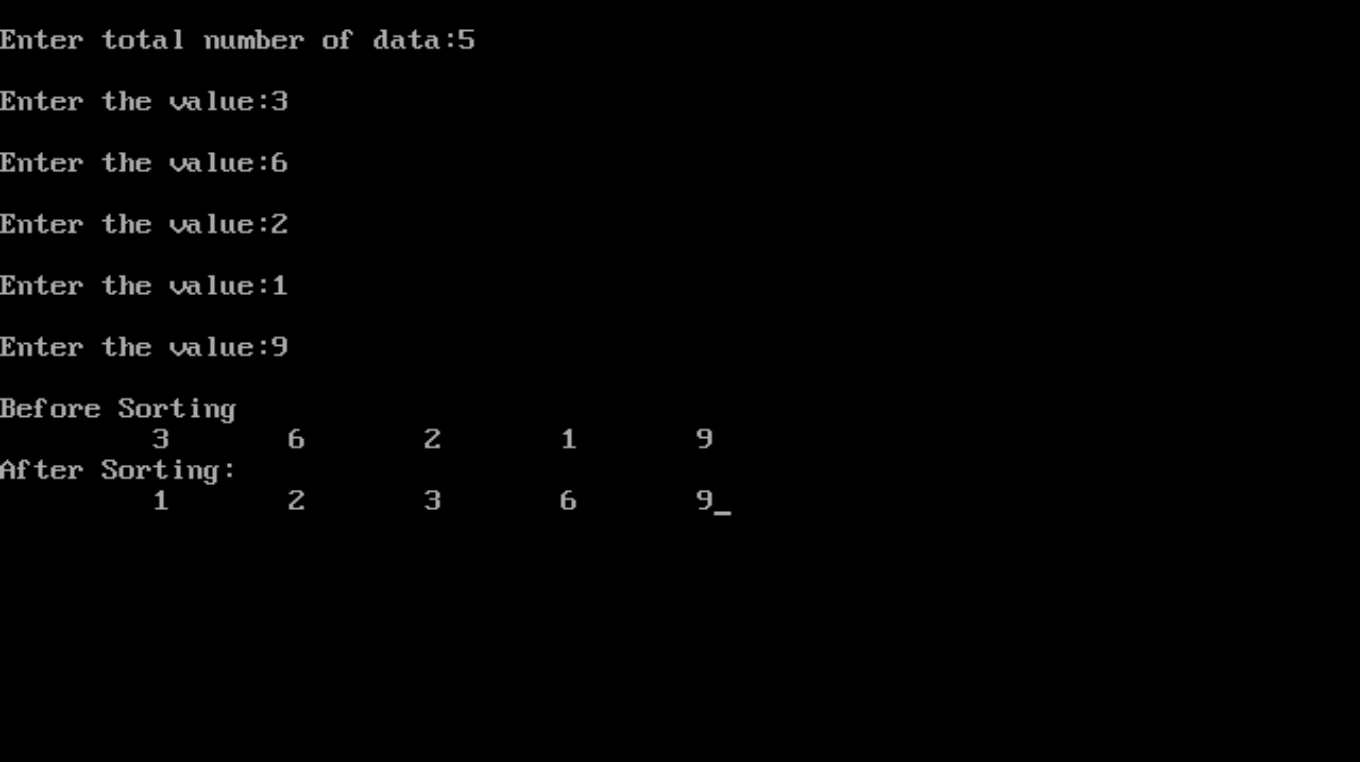 Enter total number of data:5
Enter the value:3
Enter the value:6
Enter the value:2
Enter the value:1
Enter the value:9
Before Sorting
3 6 2 1 9
After Sorting:
1 2 3 6 9_